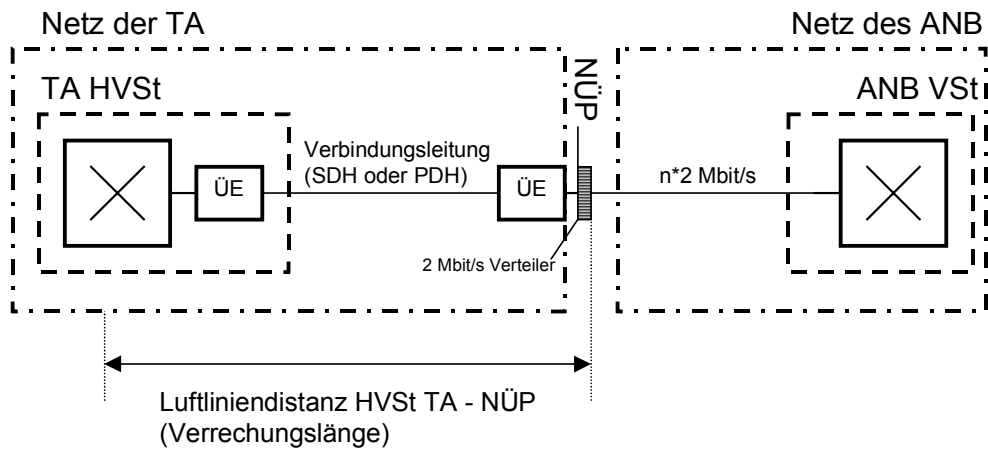 Netz der TA
Netz des ANB
TA HVSt
NÜP
ANB VSt
Verbindungsleitung
(SDH oder PDH)
ÜE
ÜE
n*2 Mbit/s
2 Mbit/s Verteiler
Luftliniendistanz HVSt TA - NÜP
(Verrechungslänge)